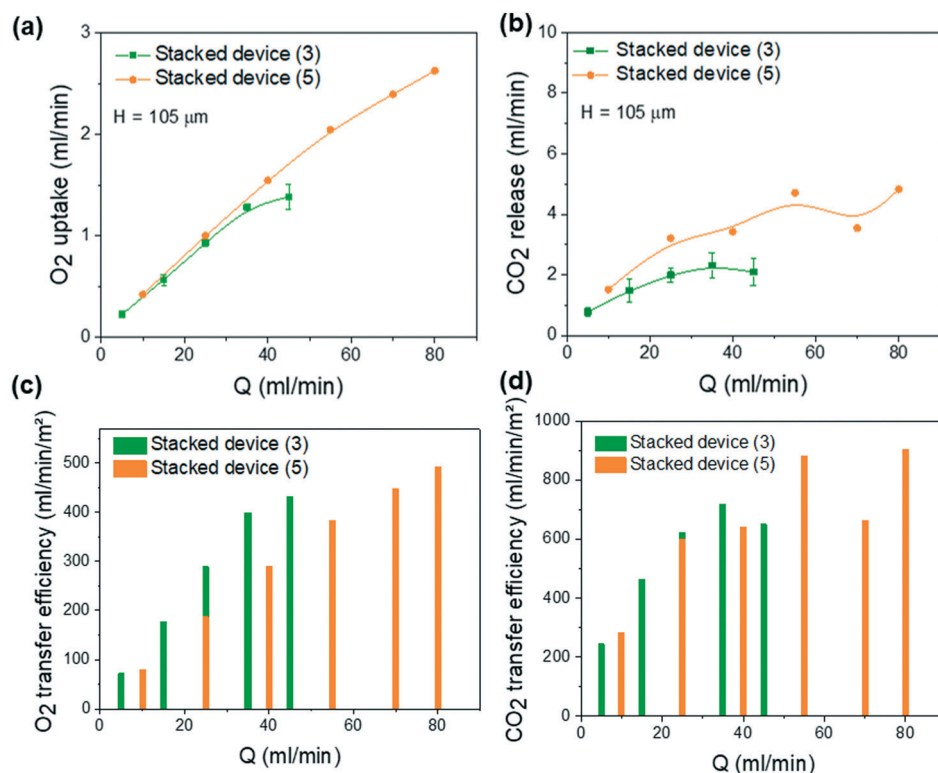 (a)
3
2
1
0
O₂ uptake (ml/min)
Stacked device (3)
Stacked device (5)
H = 105 μm
0 20 40 60 80
Q (ml/min)
(b)
10
8
6
4
2
0
CO₂ release (ml/min)
Stacked device (3)
Stacked device (5)
H = 105 μm
0 20 40 60 80
Q (ml/min)
(c)
500
400
300
200
100
0
O₂ transfer efficiency (ml/min/m²)
Stacked device (3)
Stacked device (5)
0 20 40 60 80
Q (ml/min)
(d)
1000
800
600
400
200
0
CO₂ transfer efficiency (ml/min/m²)
Stacked device (3)
Stacked device (5)
0 20 40 60 80
Q (ml/min)